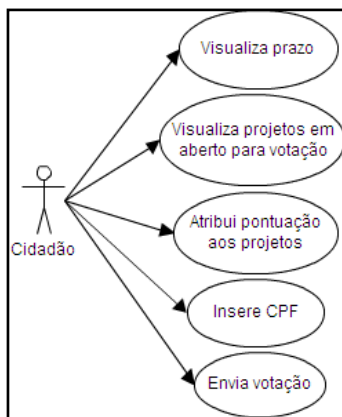 Visualiza prazo
Visualiza projetos em
aberto para votação
Cidadão
Atribui pontuação
aos projetos
Insere CPF
Envia votação